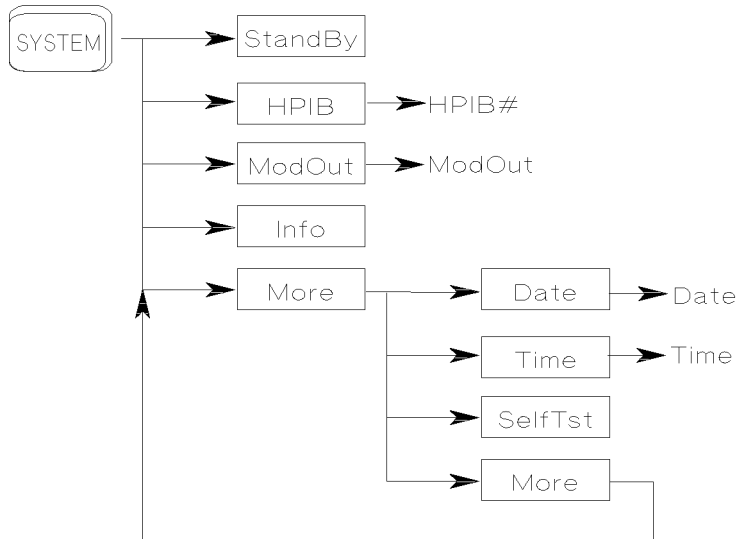 SYSTEM
StandBy
HPIB
HPIB#
ModOut
ModOut
Info
More
Date
Date
Time
Time
SelfTst
More